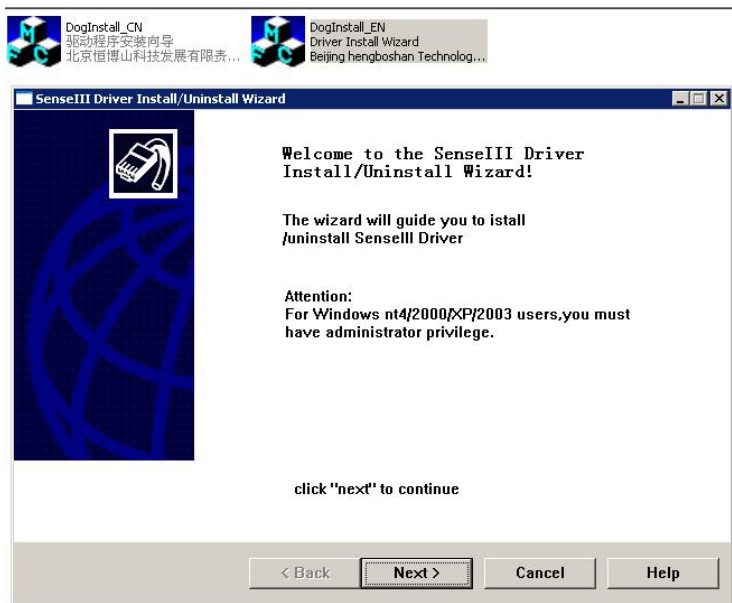 DogInstall_CN
驱动程序安装向导
北京恒博山科技发展有限责...
DogInstall_EN
Driver Install Wizard
Beijing hengboshan Technolog...
SenseIII Driver Install/Uninstall Wizard
Welcome to the SenseIII Driver
Install/Uninstall Wizard!
The wizard will guide you to istall
/uninstall SenseIII Driver
Attention:
For Windows nt4/2000/XP/2003 users,you must
have administrator privilege.
click "next" to continue
< Back
Next >
Cancel
Help